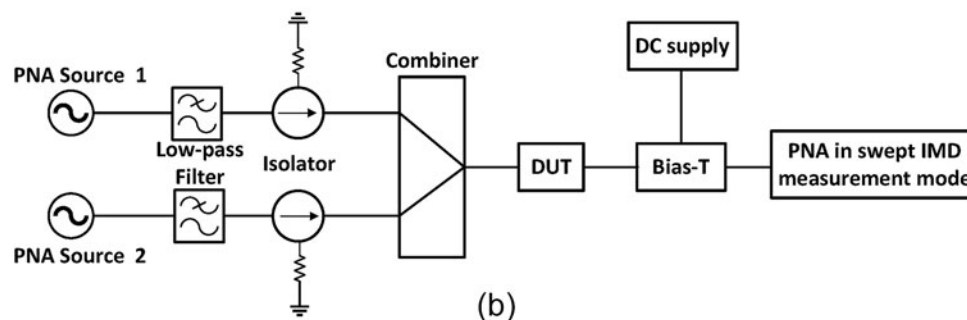 DC supply
Combiner
PNA Source 1
Low-pass
Filter
Isolator
DUT
Bias-T
PNA in swept IMD
measurement mode
PNA Source 2
(b)